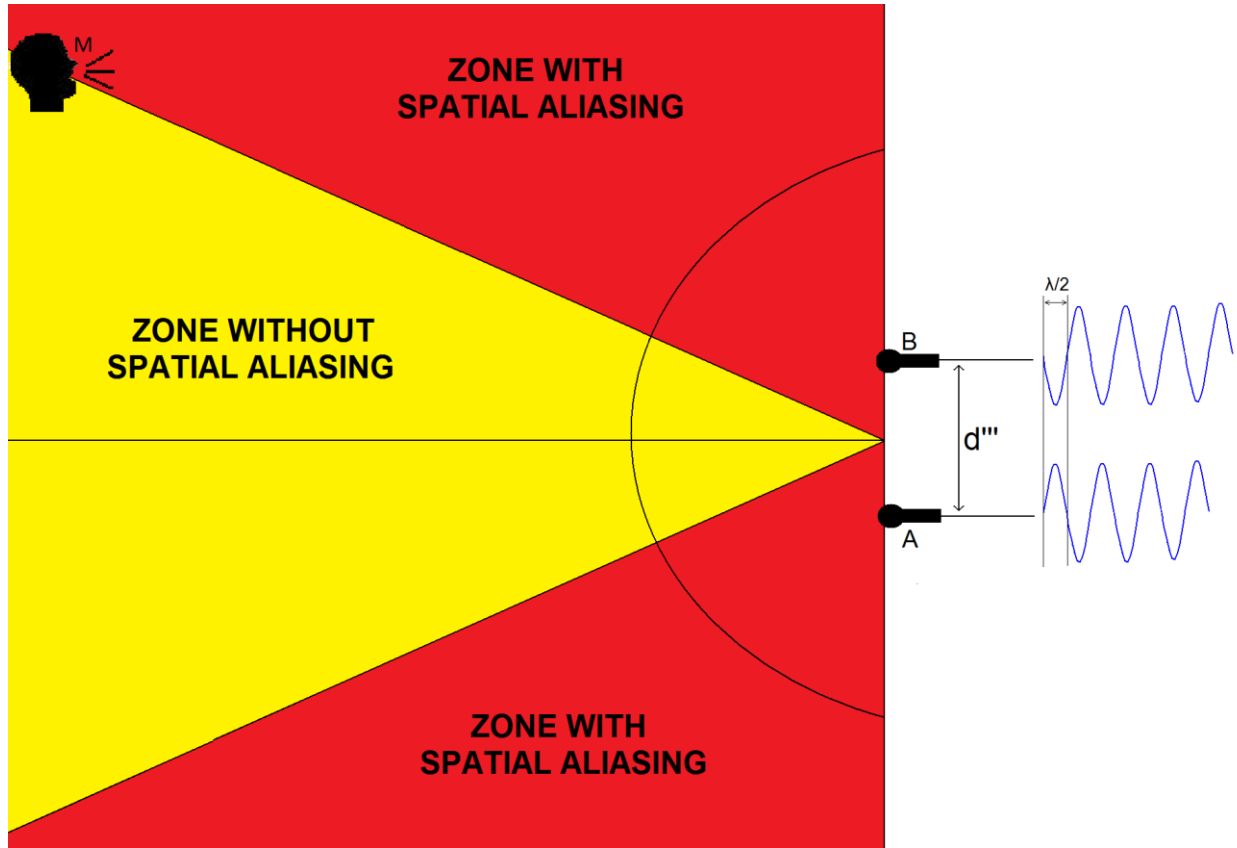 M
ZONE WITH
SPATIAL ALIASING
λ/2
ZONE WITHOUT
SPATIAL ALIASING
B
d'''
A
ZONE WITH
SPATIAL ALIASING